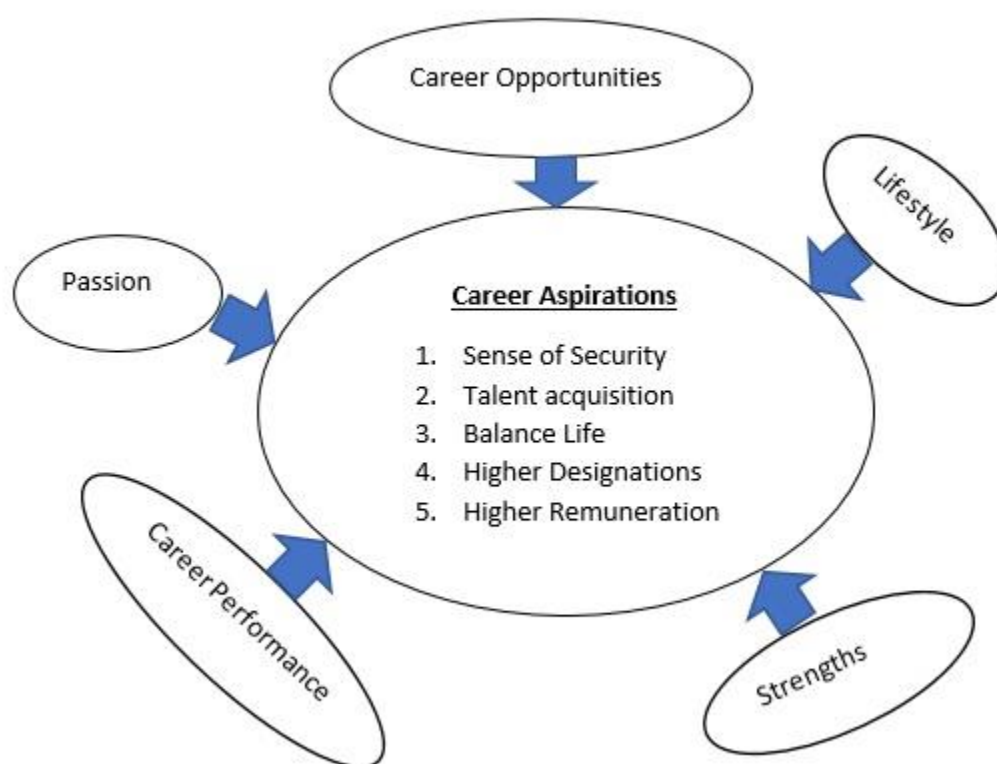 Career Opportunities
Lifestyle
Passion
Career Aspirations
1. Sense of Security
2. Talent acquisition
3. Balance Life
4. Higher Designations
5. Higher Remuneration
Career Performance
Strengths